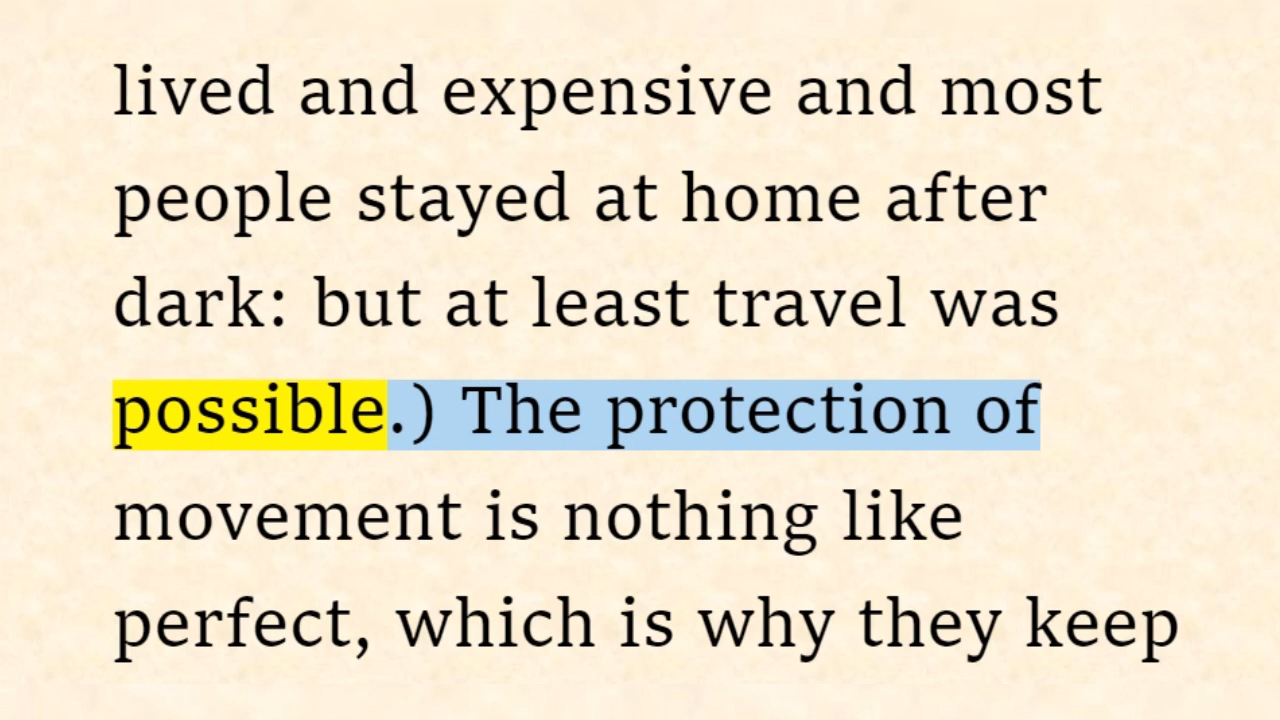 lived and expensive and most
people stayed at home after
dark: but at least travel was
possible.) The protection of
movement is nothing like
perfect, which is why they keep